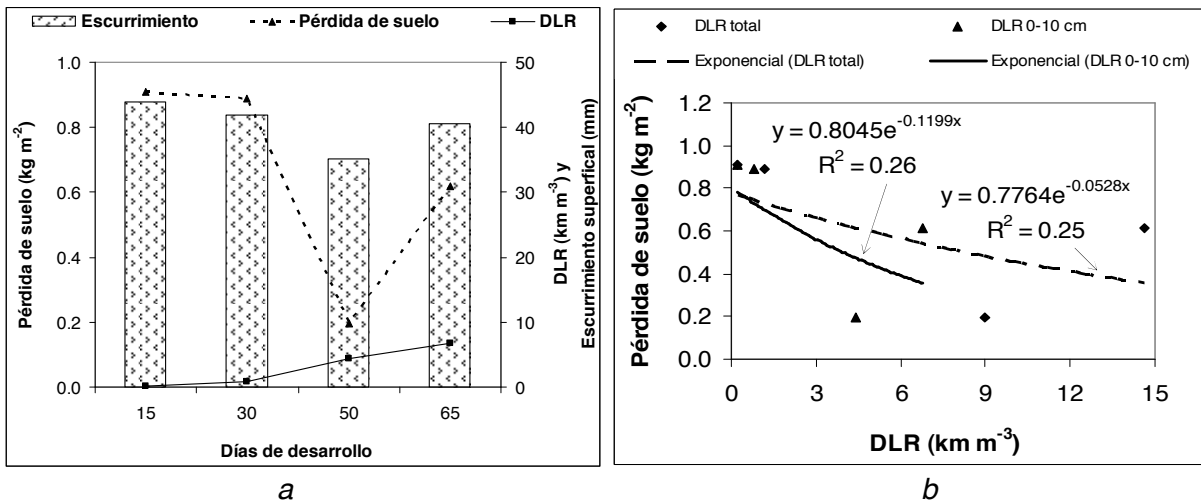 Escurrimiento Pérdida de suelo DLR
1.0
0.8
0.6
0.4
0.2
0.0
50
40
30
20
10
0
15 30 50 65
Pérdida de suelo (kg m-2)
DLR (km m-3) y
Escurrimiento superfical (mm)
Días de desarrollo
a
DLR total DLR 0-10 cm
Exponencial (DLR total) Exponencial (DLR 0-10 cm)
1.2
1.0
0.8
0.6
0.4
0.2
0.0
y = 0.8045e-0.1199x
R2 = 0.26
y = 0.7764e-0.0528x
R2 = 0.25
0 3 6 9 12 15
Pérdida de suelo (kg m-2)
DLR (km m-3)
b